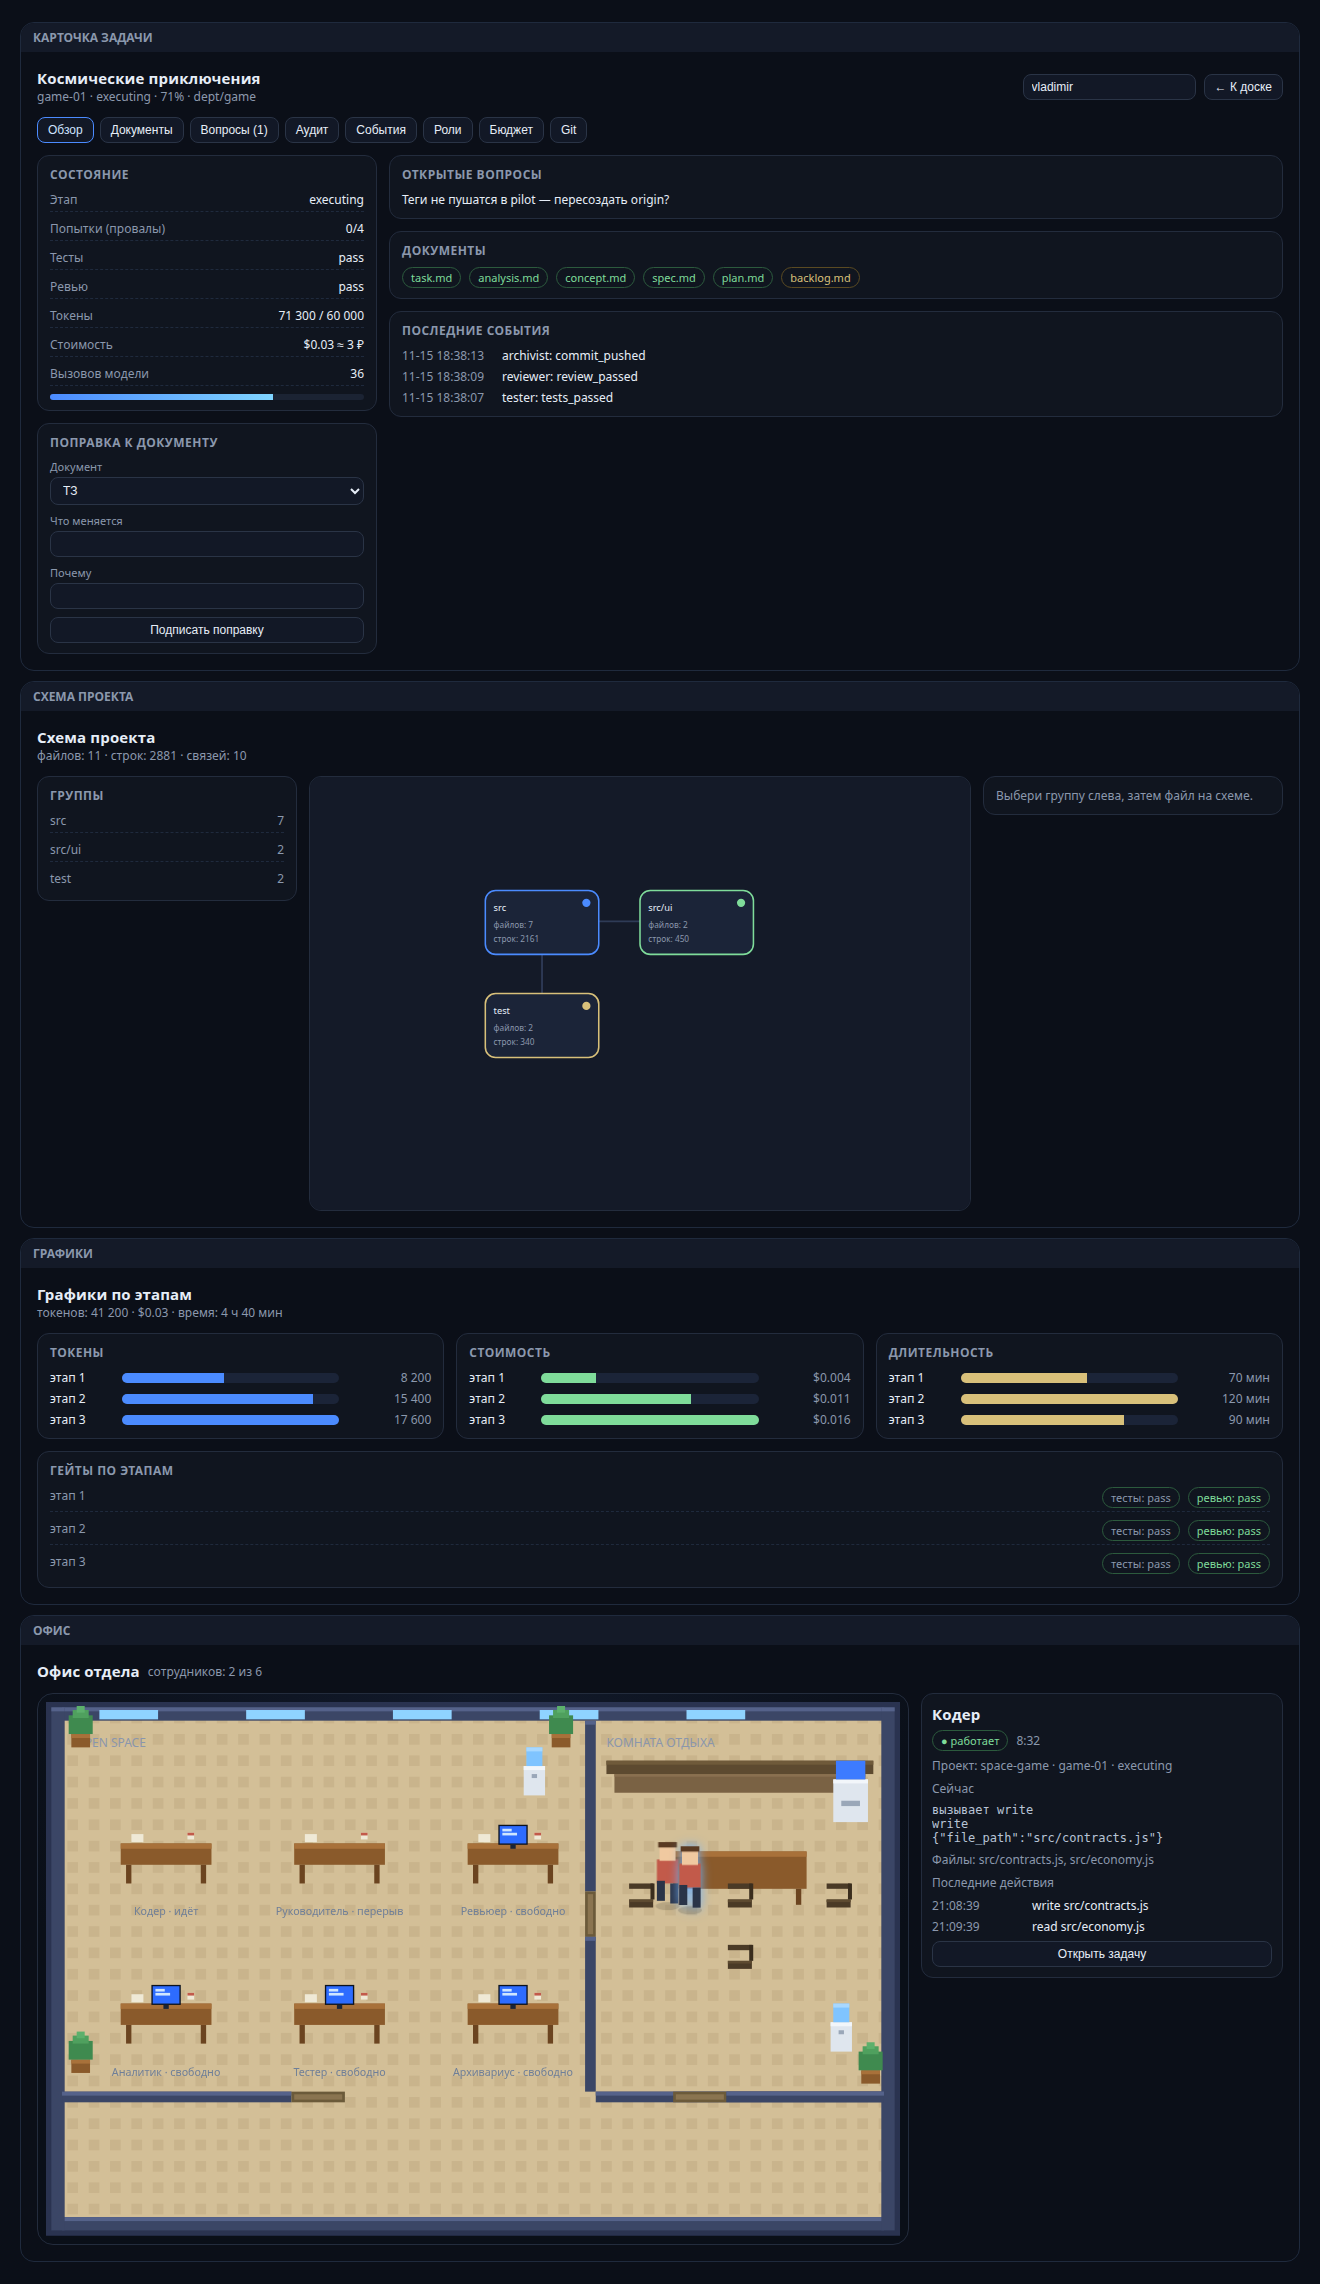 КАРТОЧКА ЗАДАЧИ
Космические приключения
game-01 · executing · 71% · dept/game
vladimir
← К доске
Обзор
Документы
Вопросы (1)
Аудит
События
Роли
Бюджет
Git
СОСТОЯНИЕ
Этап executing
Попытки (провалы) 0/4
Тесты pass
Ревью pass
Токены 71 300 / 60 000
Стоимость $0.03 ≈ 3 ₽
Вызовов модели 36
ОТКРЫТЫЕ ВОПРОСЫ
Теги не пушатся в pilot — пересоздать origin?
ДОКУМЕНТЫ
task.md analysis.md concept.md spec.md plan.md backlog.md
ПОСЛЕДНИЕ СОБЫТИЯ
11-15 18:38:13 archivist: commit_pushed
11-15 18:38:09 reviewer: review_passed
11-15 18:38:07 tester: tests_passed
ПОПРАВКА К ДОКУМЕНТУ
Документ
ТЗ
Что меняется
Почему
Подписать поправку
СХЕМА ПРОЕКТА
Схема проекта
файлов: 11 · строк: 2881 · связей: 10
ГРУППЫ
src 7
src/ui 2
test 2
src
файлов: 7
строк: 2161
src/ui
файлов: 2
строк: 450
test
файлов: 2
строк: 340
Выбери группу слева, затем файл на схеме.
ГРАФИКИ
Графики по этапам
токенов: 41 200 · $0.03 · время: 4 ч 40 мин
ТОКЕНЫ
этап 1 8 200
этап 2 15 400
этап 3 17 600
СТОИМОСТЬ
этап 1 $0.004
этап 2 $0.011
этап 3 $0.016
ДЛИТЕЛЬНОСТЬ
этап 1 70 мин
этап 2 120 мин
этап 3 90 мин
ГЕЙТЫ ПО ЭТАПАМ
этап 1 тесты: pass ревью: pass
этап 2 тесты: pass ревью: pass
этап 3 тесты: pass ревью: pass
ОФИС
Офис отдела сотрудников: 2 из 6
PEN SPACE
КОМНАТА ОТДЫХА
Кодер · идёт
Руководитель · перерыв
Ревьюер · свободно
Аналитик · свободно
Тестер · свободно
Архивариус · свободно
Кодер
● работает 8:32
Проект: space-game · game-01 · executing
Сейчас
вызывает write
write
{"file_path":"src/contracts.js"}
Файлы: src/contracts.js, src/economy.js
Последние действия
21:08:39 write src/contracts.js
21:09:39 read src/economy.js
Открыть задачу